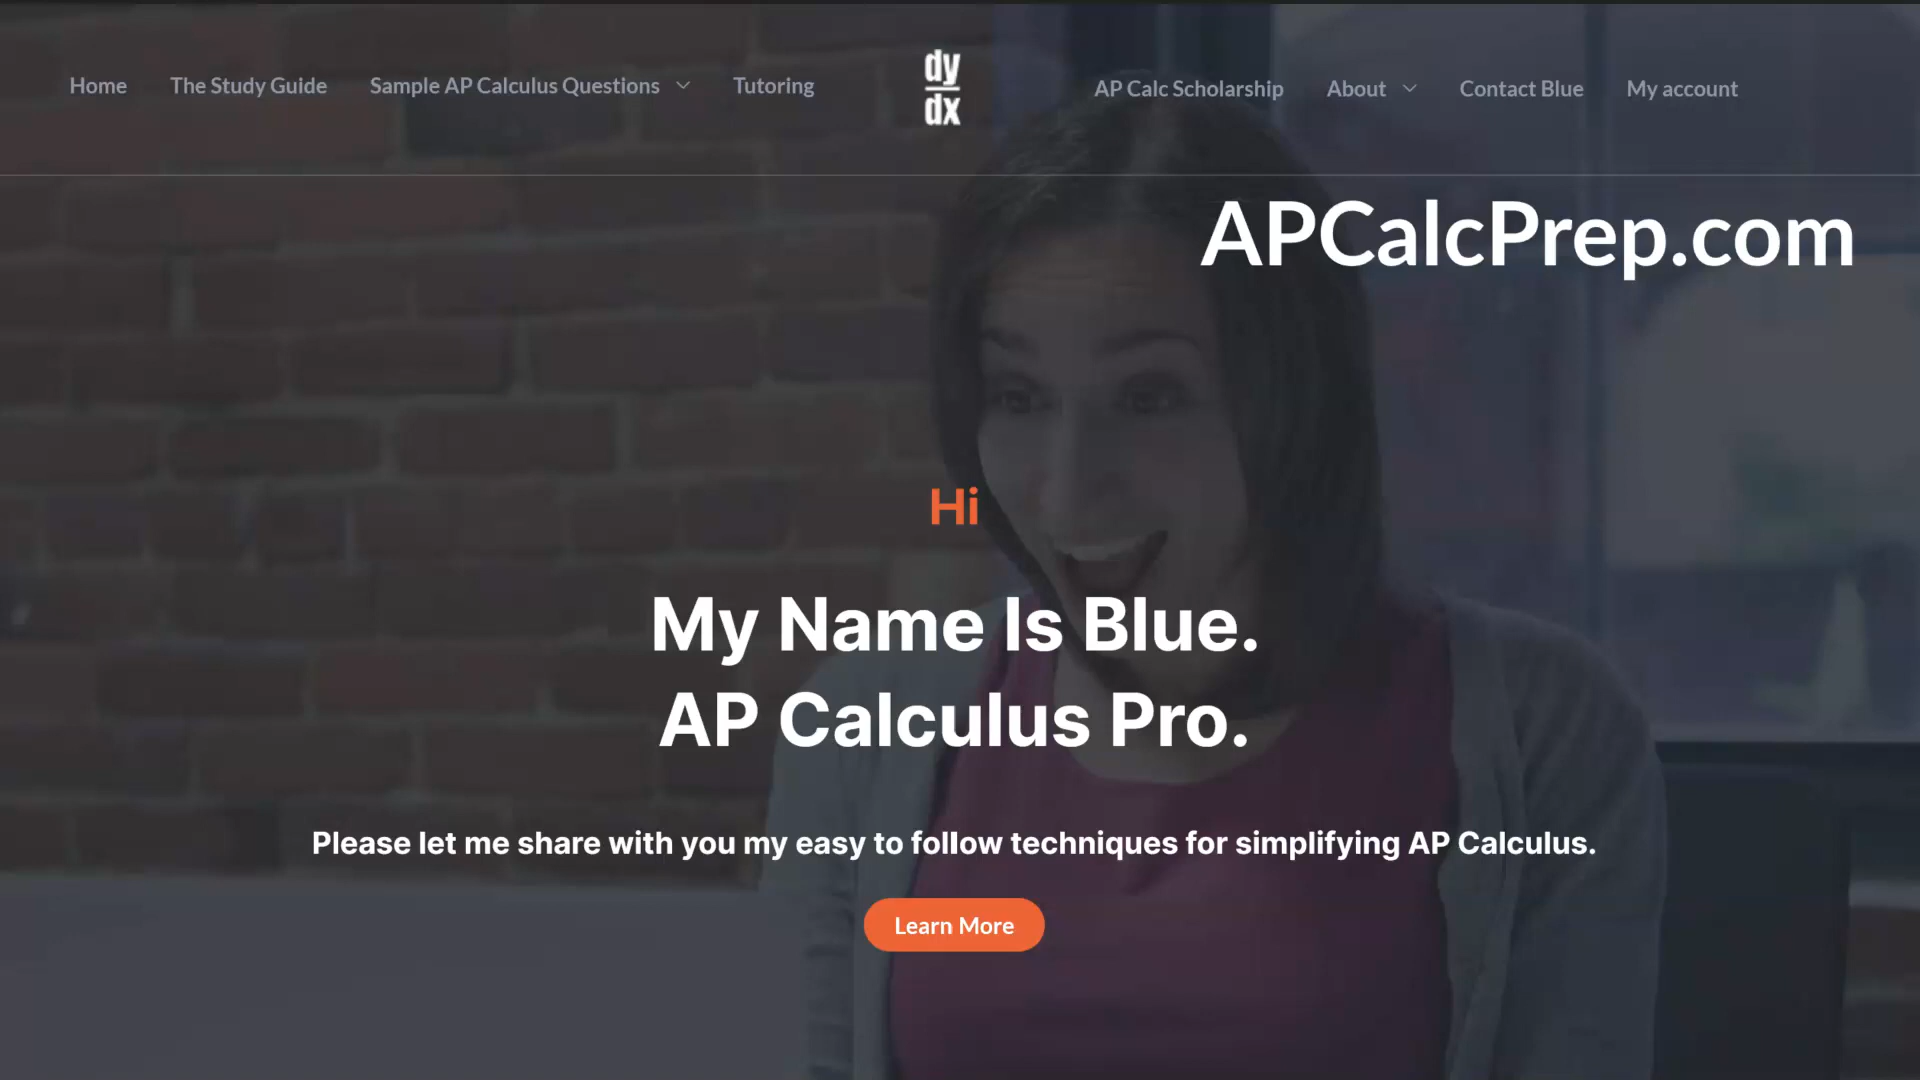 Home
The Study Guide
Sample AP Calculus Questions
Tutoring
dy
dx
AP Calc Scholarship
About
Contact Blue
My account
APCalcPrep.com
Hi
My Name Is Blue.
AP Calculus Pro.
Please let me share with you my easy to follow techniques for simplifying AP Calculus.
Learn More